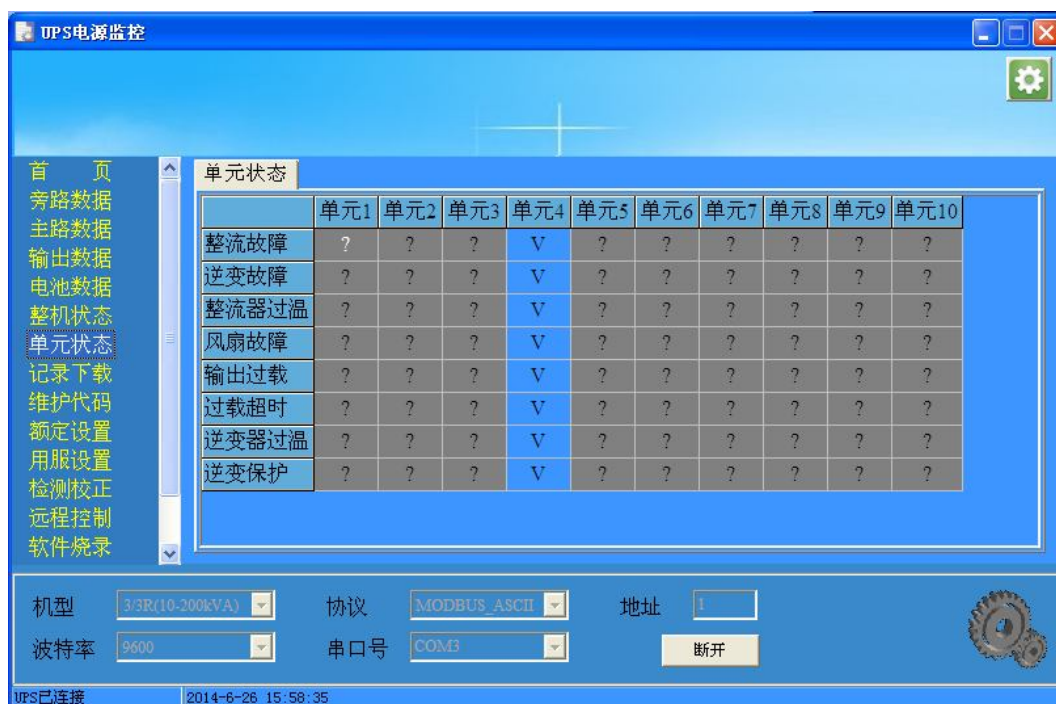 UPS电源监控
首 页
旁路数据
主路数据
输出数据
电池数据
整机状态
单元状态
记录下载
维护代码
额定设置
用服设置
检测校正
远程控制
软件烧录
单元状态
单元1 单元2 单元3 单元4 单元5 单元6 单元7 单元8 单元9 单元10
整流故障 ? ? ? V ? ? ? ? ? ?
逆变故障 ? ? ? V ? ? ? ? ? ?
整流器过温 ? ? ? V ? ? ? ? ? ?
风扇故障 ? ? ? V ? ? ? ? ? ?
输出过载 ? ? ? V ? ? ? ? ? ?
过载超时 ? ? ? V ? ? ? ? ? ?
逆变器过温 ? ? ? V ? ? ? ? ? ?
逆变保护 ? ? ? V ? ? ? ? ? ?
机型 3/3R(10-200kVA) 协议 MODBUS_ASCII 地址 1
波特率 9600 串口号 COM3 断开
UPS已连接 2014-6-26 15:58:35